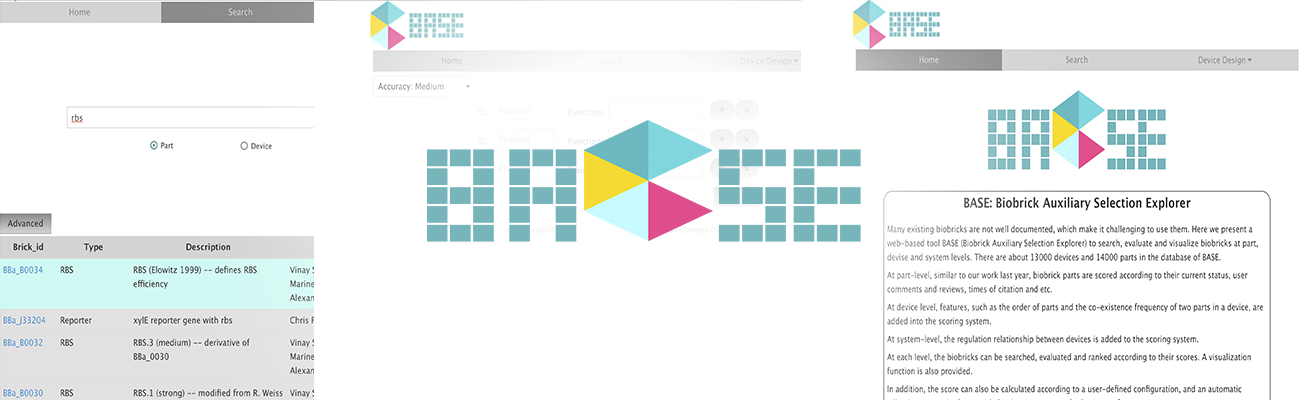 Home Search
rbs
Part Device
Advanced
Brick_id Type Description
BBa_B0034 RBS RBS (Elowitz 1999) -- defines RBS Vinay
efficiency Marine
Alexan
BBa_J33204 Reporter xylE reporter gene with rbs Chris
BBa_B0032 RBS RBS.3 (medium) -- derivative of Vinay
BBa_0030 Marine
Alexan
BBa_B0030 RBS RBS.1 (strong) -- modified from R. Weiss Vinay
BASE
Home Search Device Design
Accuracy: Medium
ID: Required Function: + x
ID: Required Function: + x
BASE
BASE
Home Search Device Design
BASE
BASE: Biobrick Auxiliary Selection Explorer
Many existing biobricks are not well documented, which make it challenging to use them. Here we present a
web-based tool BASE (Biobrick Auxiliary Selection Explorer) to search, evaluate and visualize biobricks at part,
devise and system levels. There are about 13000 devices and 14000 parts in the database of BASE.
At part-level, similar to our work last year, biobrick parts are scored according to their current status, user
comments and reviews, times of citation and etc.
At device level, features, such as the order of parts and the co-existence frequency of two parts in a device, are
added into the scoring system.
At system-level, the regulation relationship between devices is added to the scoring system.
At each level, the biobricks can be searched, evaluated and ranked according to their scores. A visualization
function is also provided.
In addition, the score can also be calculated according to a user-defined configuration, and an automatic